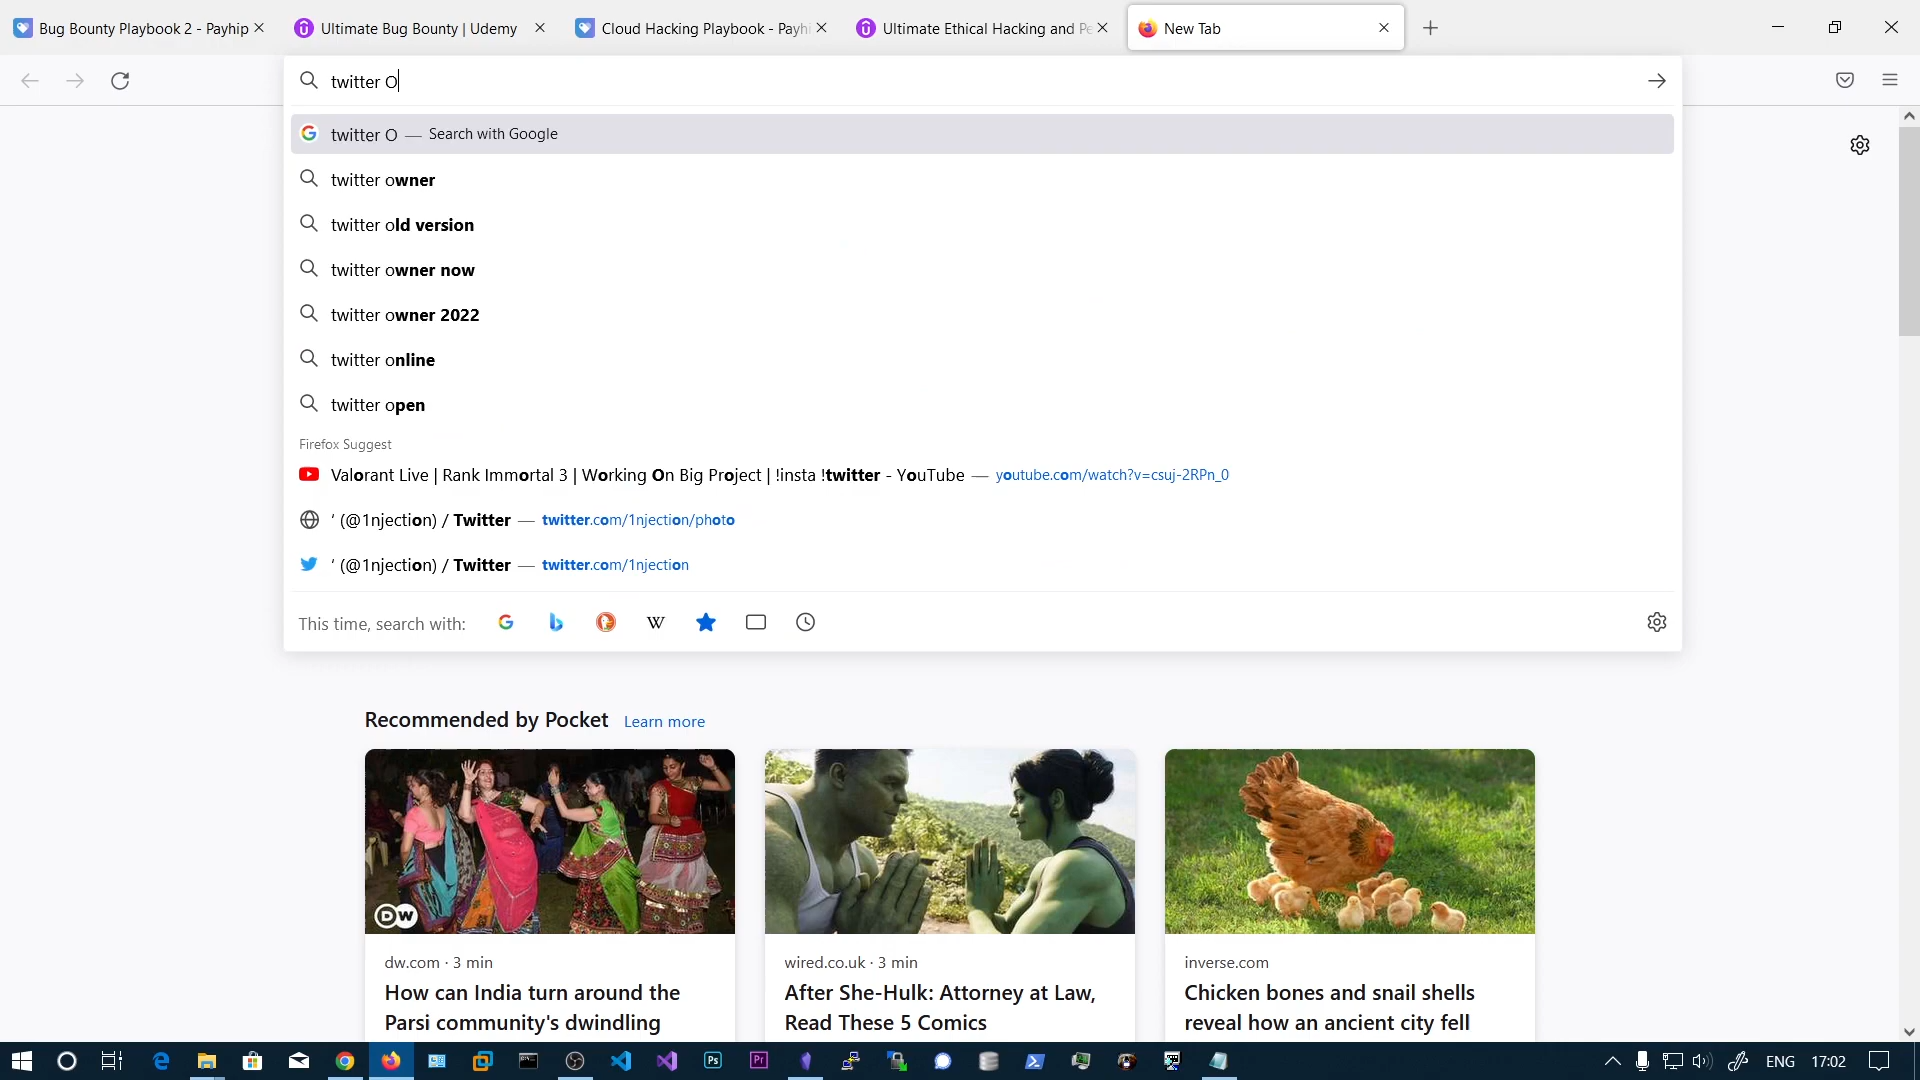 Bug Bounty Playbook 2 - Payhip
Ultimate Bug Bounty | Udemy
Cloud Hacking Playbook - Payhi
Ultimate Ethical Hacking and Pe
New Tab
twitter O
twitter O — Search with Google
twitter owner
twitter old version
twitter owner now
twitter owner 2022
twitter online
twitter open
Firefox Suggest
Valorant Live | Rank Immortal 3 | Working On Big Project | !insta !twitter - YouTube — youtube.com/watch?v=csuj-2RPn_0
‘ (@1njection) / Twitter — twitter.com/1njection/photo
‘ (@1njection) / Twitter — twitter.com/1njection
This time, search with:
W
Recommended by Pocket Learn more
DW
dw.com · 3 min
How can India turn around the
Parsi community's dwindling
wired.co.uk · 3 min
After She-Hulk: Attorney at Law,
Read These 5 Comics
inverse.com
Chicken bones and snail shells
reveal how an ancient city fell
Ps
Pr
ENG
17:02